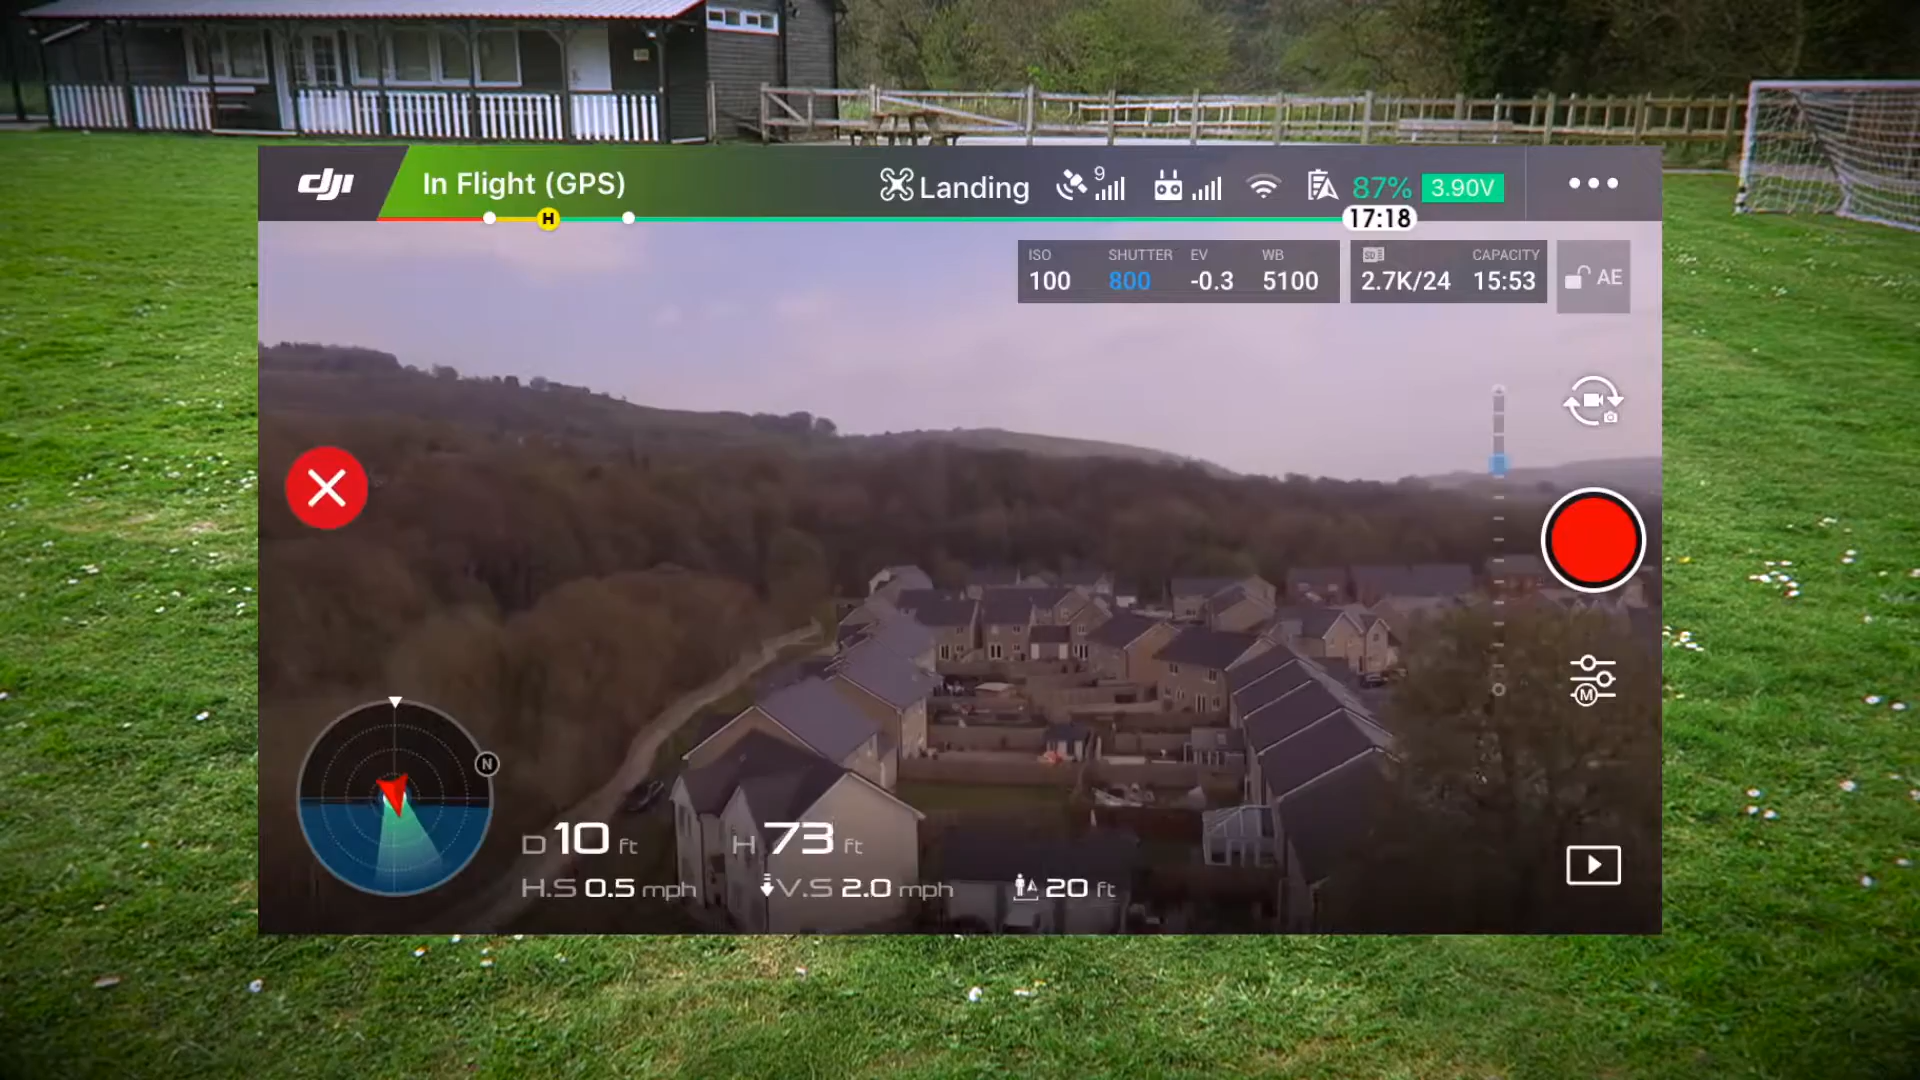 dji In Flight (GPS) Landing 9 87% 3.90V
H 17:18
ISO SHUTTER EV WB CAPACITY
100 800 -0.3 5100 2.7K/24 15:53 AE
M
N
D 10 ft H 73 ft
H.S 0.5 mph V.S 2.0 mph 20 ft